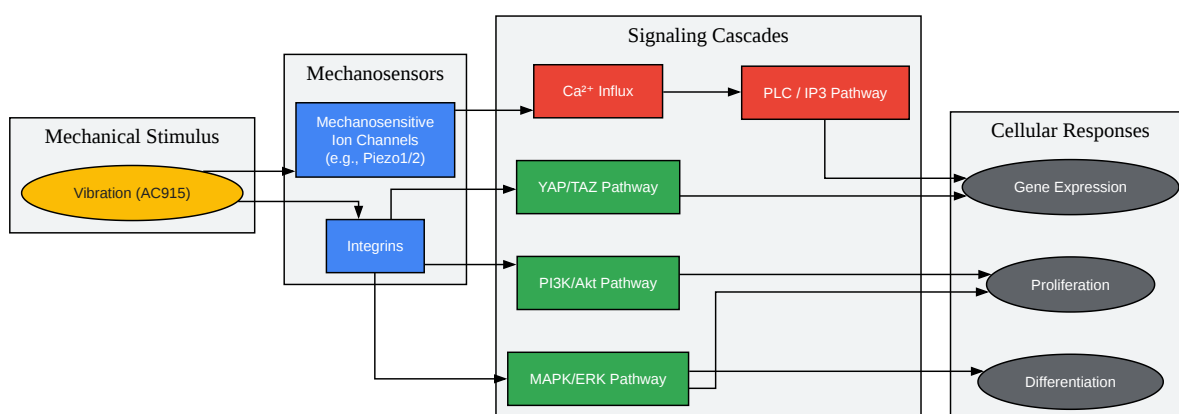 Signaling Cascades
Mechanosensors
Ca²⁺ Influx
PLC / IP3 Pathway
Mechanical Stimulus
Mechanosensitive
Ion Channels
(e.g., Piezo1/2)
Cellular Responses
Vibration (AC915)
YAP/TAZ Pathway
Gene Expression
Integrins
PI3K/Akt Pathway
Proliferation
MAPK/ERK Pathway
Differentiation